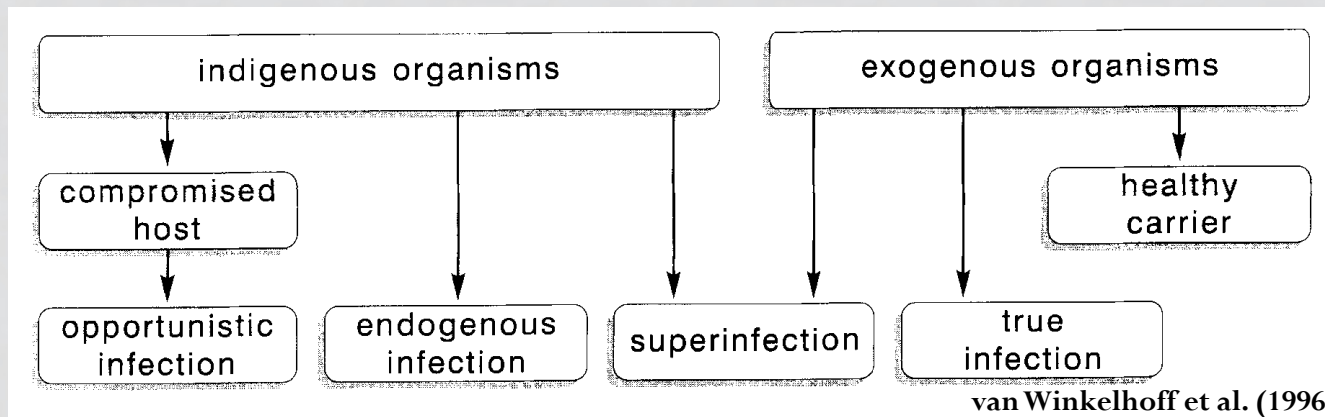 indigenous organisms
exogenous organisms
compromised
host
healthy
carrier
opportunistic
infection
endogenous
infection
superinfection
true
infection
van Winkelhoff et al. (1996